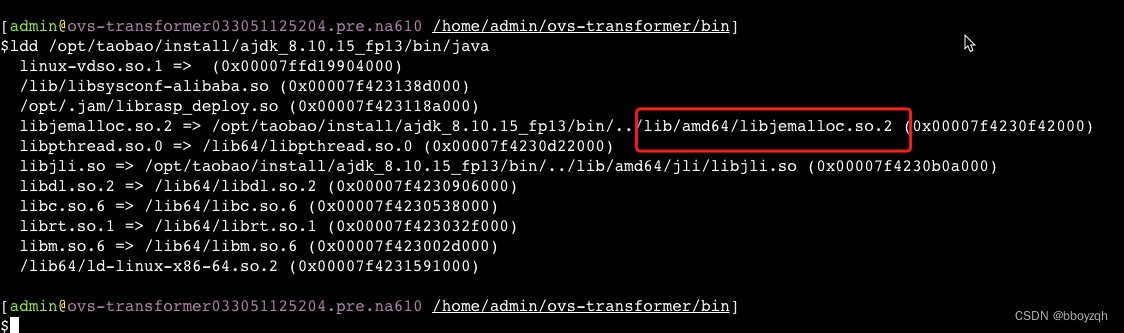 [admin@ovs-transformer033051125204.pre.na610 /home/admin/ovs-transformer/bin]
$ldd /opt/taobao/install/ajdk_8.10.15_fp13/bin/java
linux-vdso.so.1 =>  (0x00007ffd19904000)
/lib/libsysconf-alibaba.so (0x00007f423138d000)
/opt/.jam/librasp_deploy.so (0x00007f423118a000)
libjemalloc.so.2 => /opt/taobao/install/ajdk_8.10.15_fp13/bin/../lib/amd64/libjemalloc.so.2 (0x00007f4230f42000)
libpthread.so.0 => /lib64/libpthread.so.0 (0x00007f4230d22000)
libjli.so => /opt/taobao/install/ajdk_8.10.15_fp13/bin/../lib/amd64/jli/libjli.so (0x00007f4230b0a000)
libdl.so.2 => /lib64/libdl.so.2 (0x00007f4230906000)
libc.so.6 => /lib64/libc.so.6 (0x00007f4230538000)
librt.so.1 => /lib64/librt.so.1 (0x00007f423032f000)
libm.so.6 => /lib64/libm.so.6 (0x00007f423002d000)
/lib64/ld-linux-x86-64.so.2 (0x00007f4231591000)
[admin@ovs-transformer033051125204.pre.na610 /home/admin/ovs-transformer/bin]
$
CSDN @bboyzqh